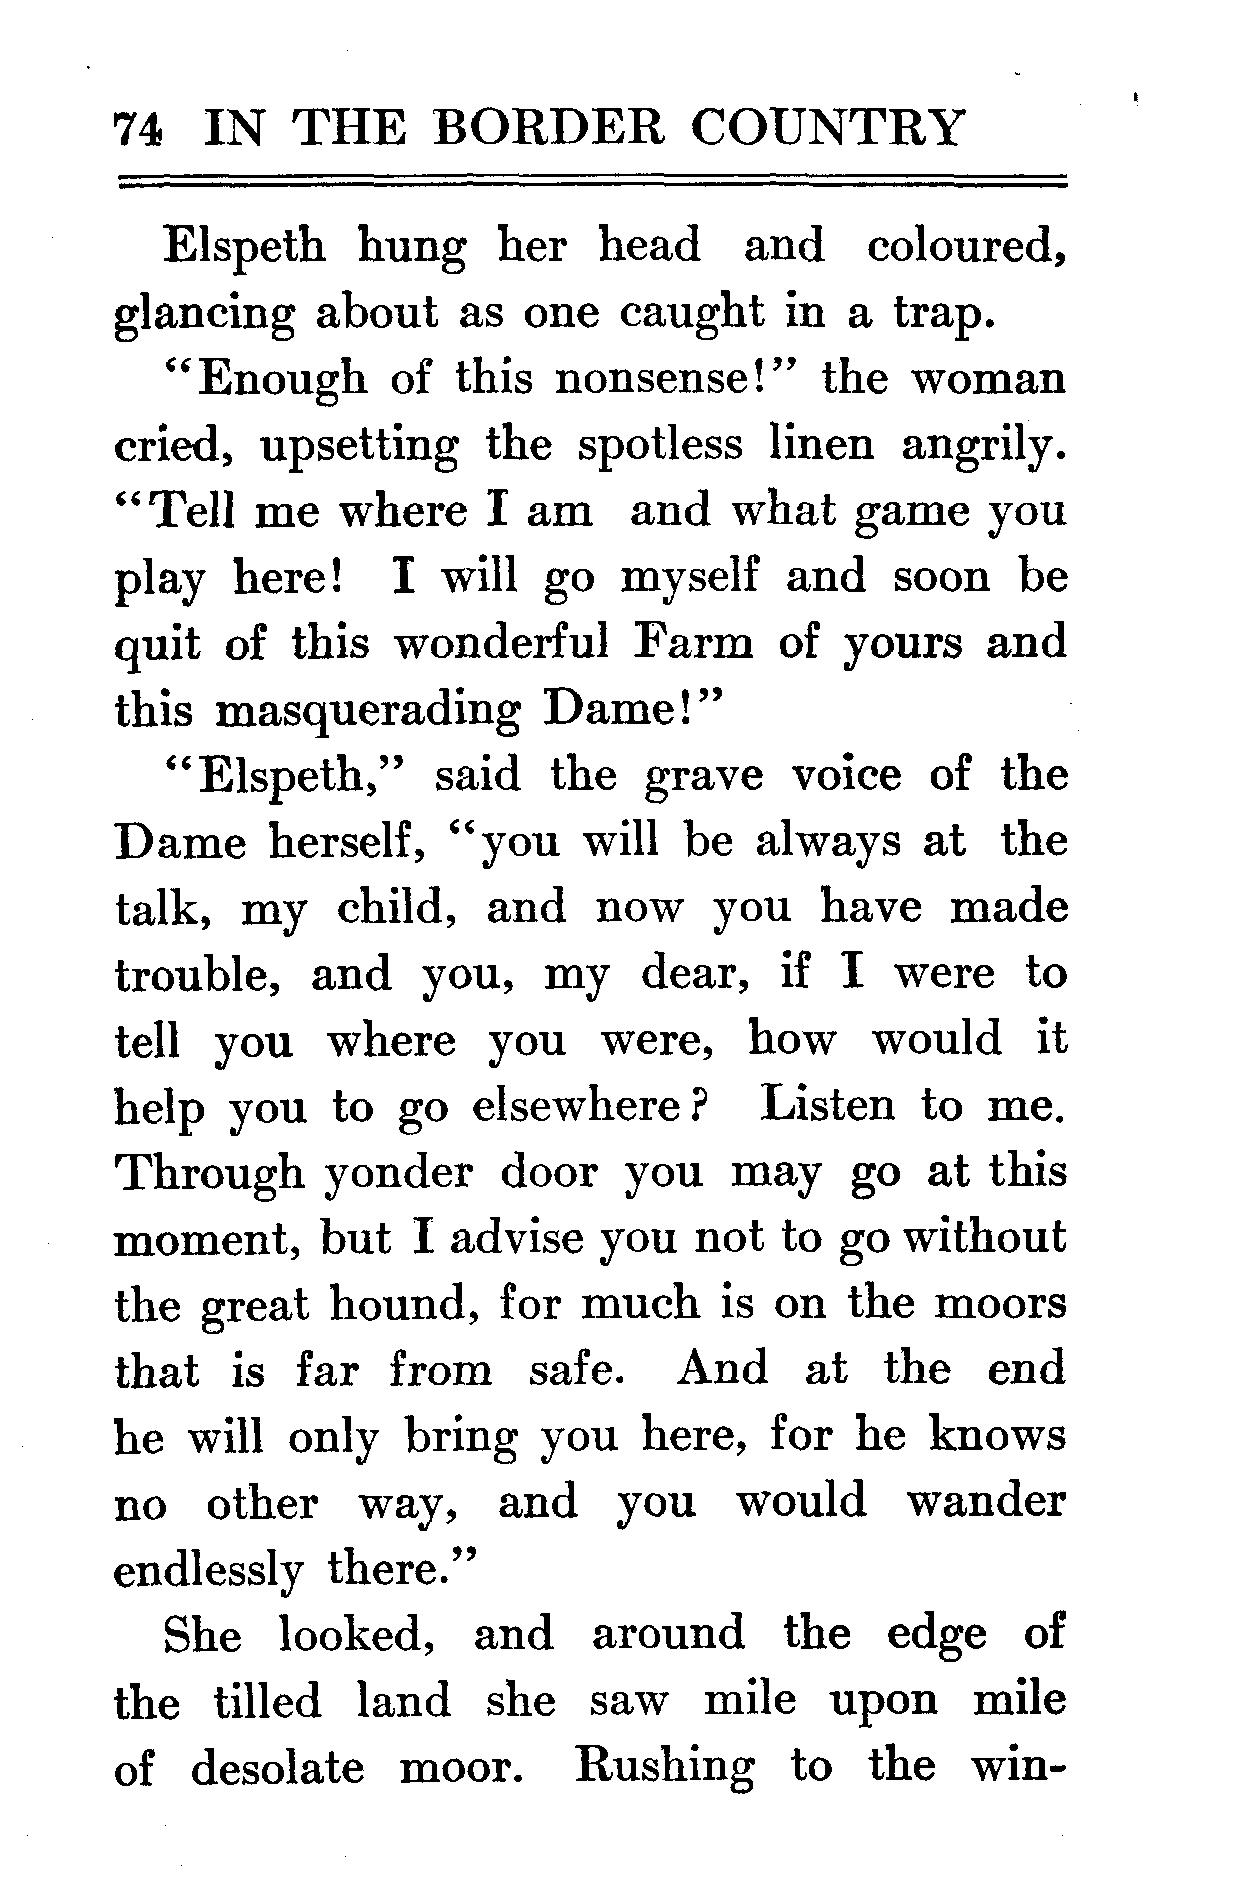 74 IN THE BORDER COUNTRY
Elspeth hung her head and coloured,
glancing about as one caught in a trap.
“Enough of this nonsense!” the woman
cried, upsetting the spotless linen angrily.
“Tell me where I am and what game you
play here! I will go myself and soon be
quit of this wonderful Farm of yours and
this masquerading Dame!”
“Elspeth,” said the grave voice of the
Dame herself, “you will be always at the
talk, my child, and now you have made
trouble, and you, my dear, if I were to
tell you where you were, how would it
help you to go elsewhere? Listen to me.
Through yonder door you may go at this
moment, but I advise you not to go without
the great hound, for much is on the moors
that is far from safe. And at the end
he will only bring you here, for he knows
no other way, and you would wander
endlessly there.”
She looked, and around the edge of
the tilled land she saw mile upon mile
of desolate moor. Rushing to the win-